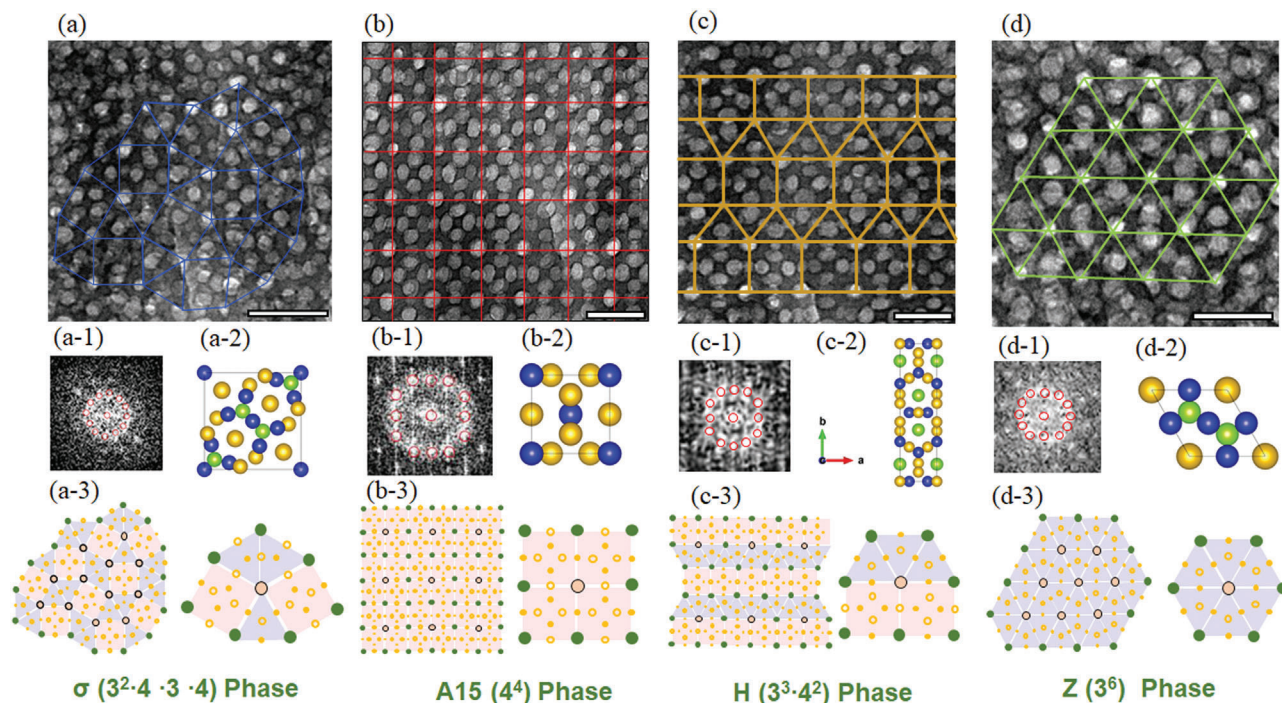 (a)
(b)
(c)
(d)
(a-1)
(a-2)
(b-1)
(b-2)
(c-1)
(c-2)
(d-1)
(d-2)
b
a
(a-3)
(b-3)
(c-3)
(d-3)
σ (3²·4 ·3 ·4) Phase
A15 (4⁴) Phase
H (3³·4²) Phase
Z (3⁶) Phase